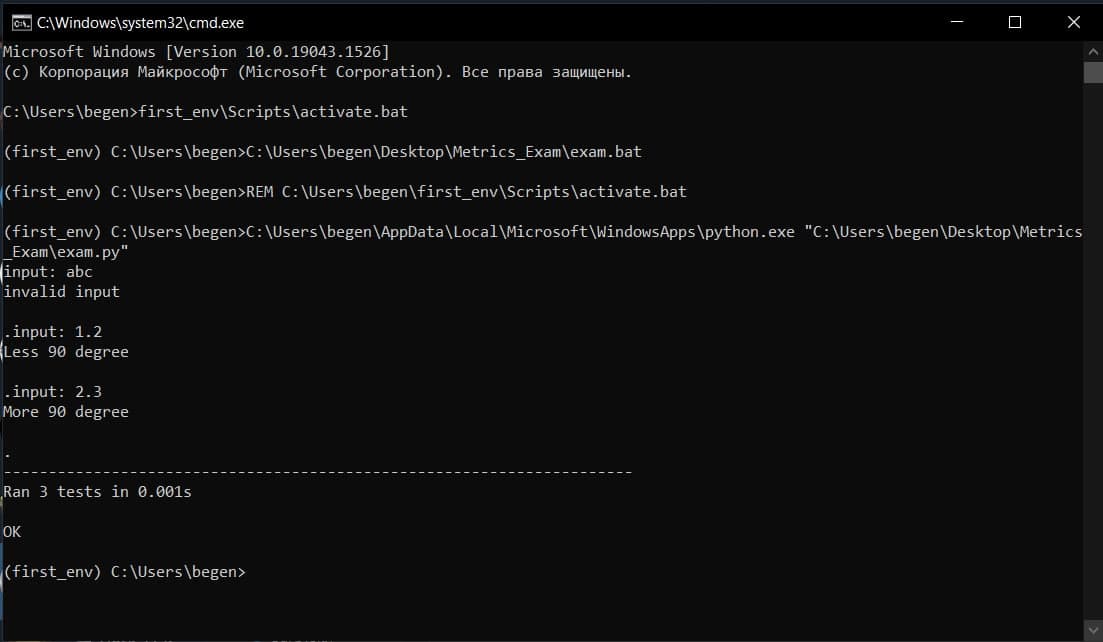 C:\Windows\system32\cmd.exe
Microsoft Windows [Version 10.0.19043.1526]
(c) Корпорация Майкрософт (Microsoft Corporation). Все права защищены.
C:\Users\begen>first_env\Scripts\activate.bat
(first_env) C:\Users\begen>C:\Users\begen\Desktop\Metrics_Exam\exam.bat
(first_env) C:\Users\begen>REM C:\Users\begen\first_env\Scripts\activate.bat
(first_env) C:\Users\begen>C:\Users\begen\AppData\Local\Microsoft\WindowsApps\python.exe "C:\Users\begen\Desktop\Metrics
_Exam\exam.py"
input: abc
invalid input
.input: 1.2
Less 90 degree
.input: 2.3
More 90 degree
.
----------------------------------------------------------------------
Ran 3 tests in 0.001s
OK
(first_env) C:\Users\begen>